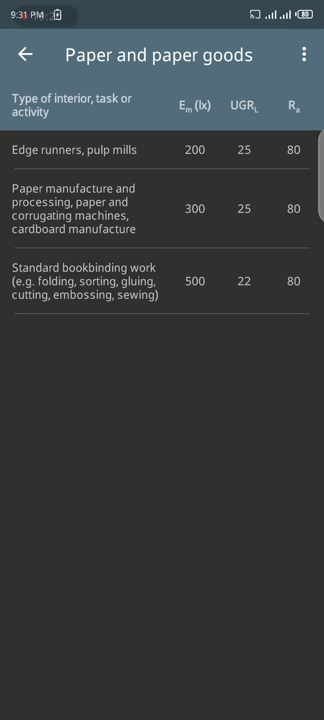 9:31 PM
60
Paper and paper goods
Type of interior, task or
activity
Em (lx)
UGRL
Ra
Edge runners, pulp mills
200
25
80
Paper manufacture and
processing, paper and
corrugating machines,
cardboard manufacture
300
25
80
Standard bookbinding work
(e.g. folding, sorting, gluing,
cutting, embossing, sewing)
500
22
80